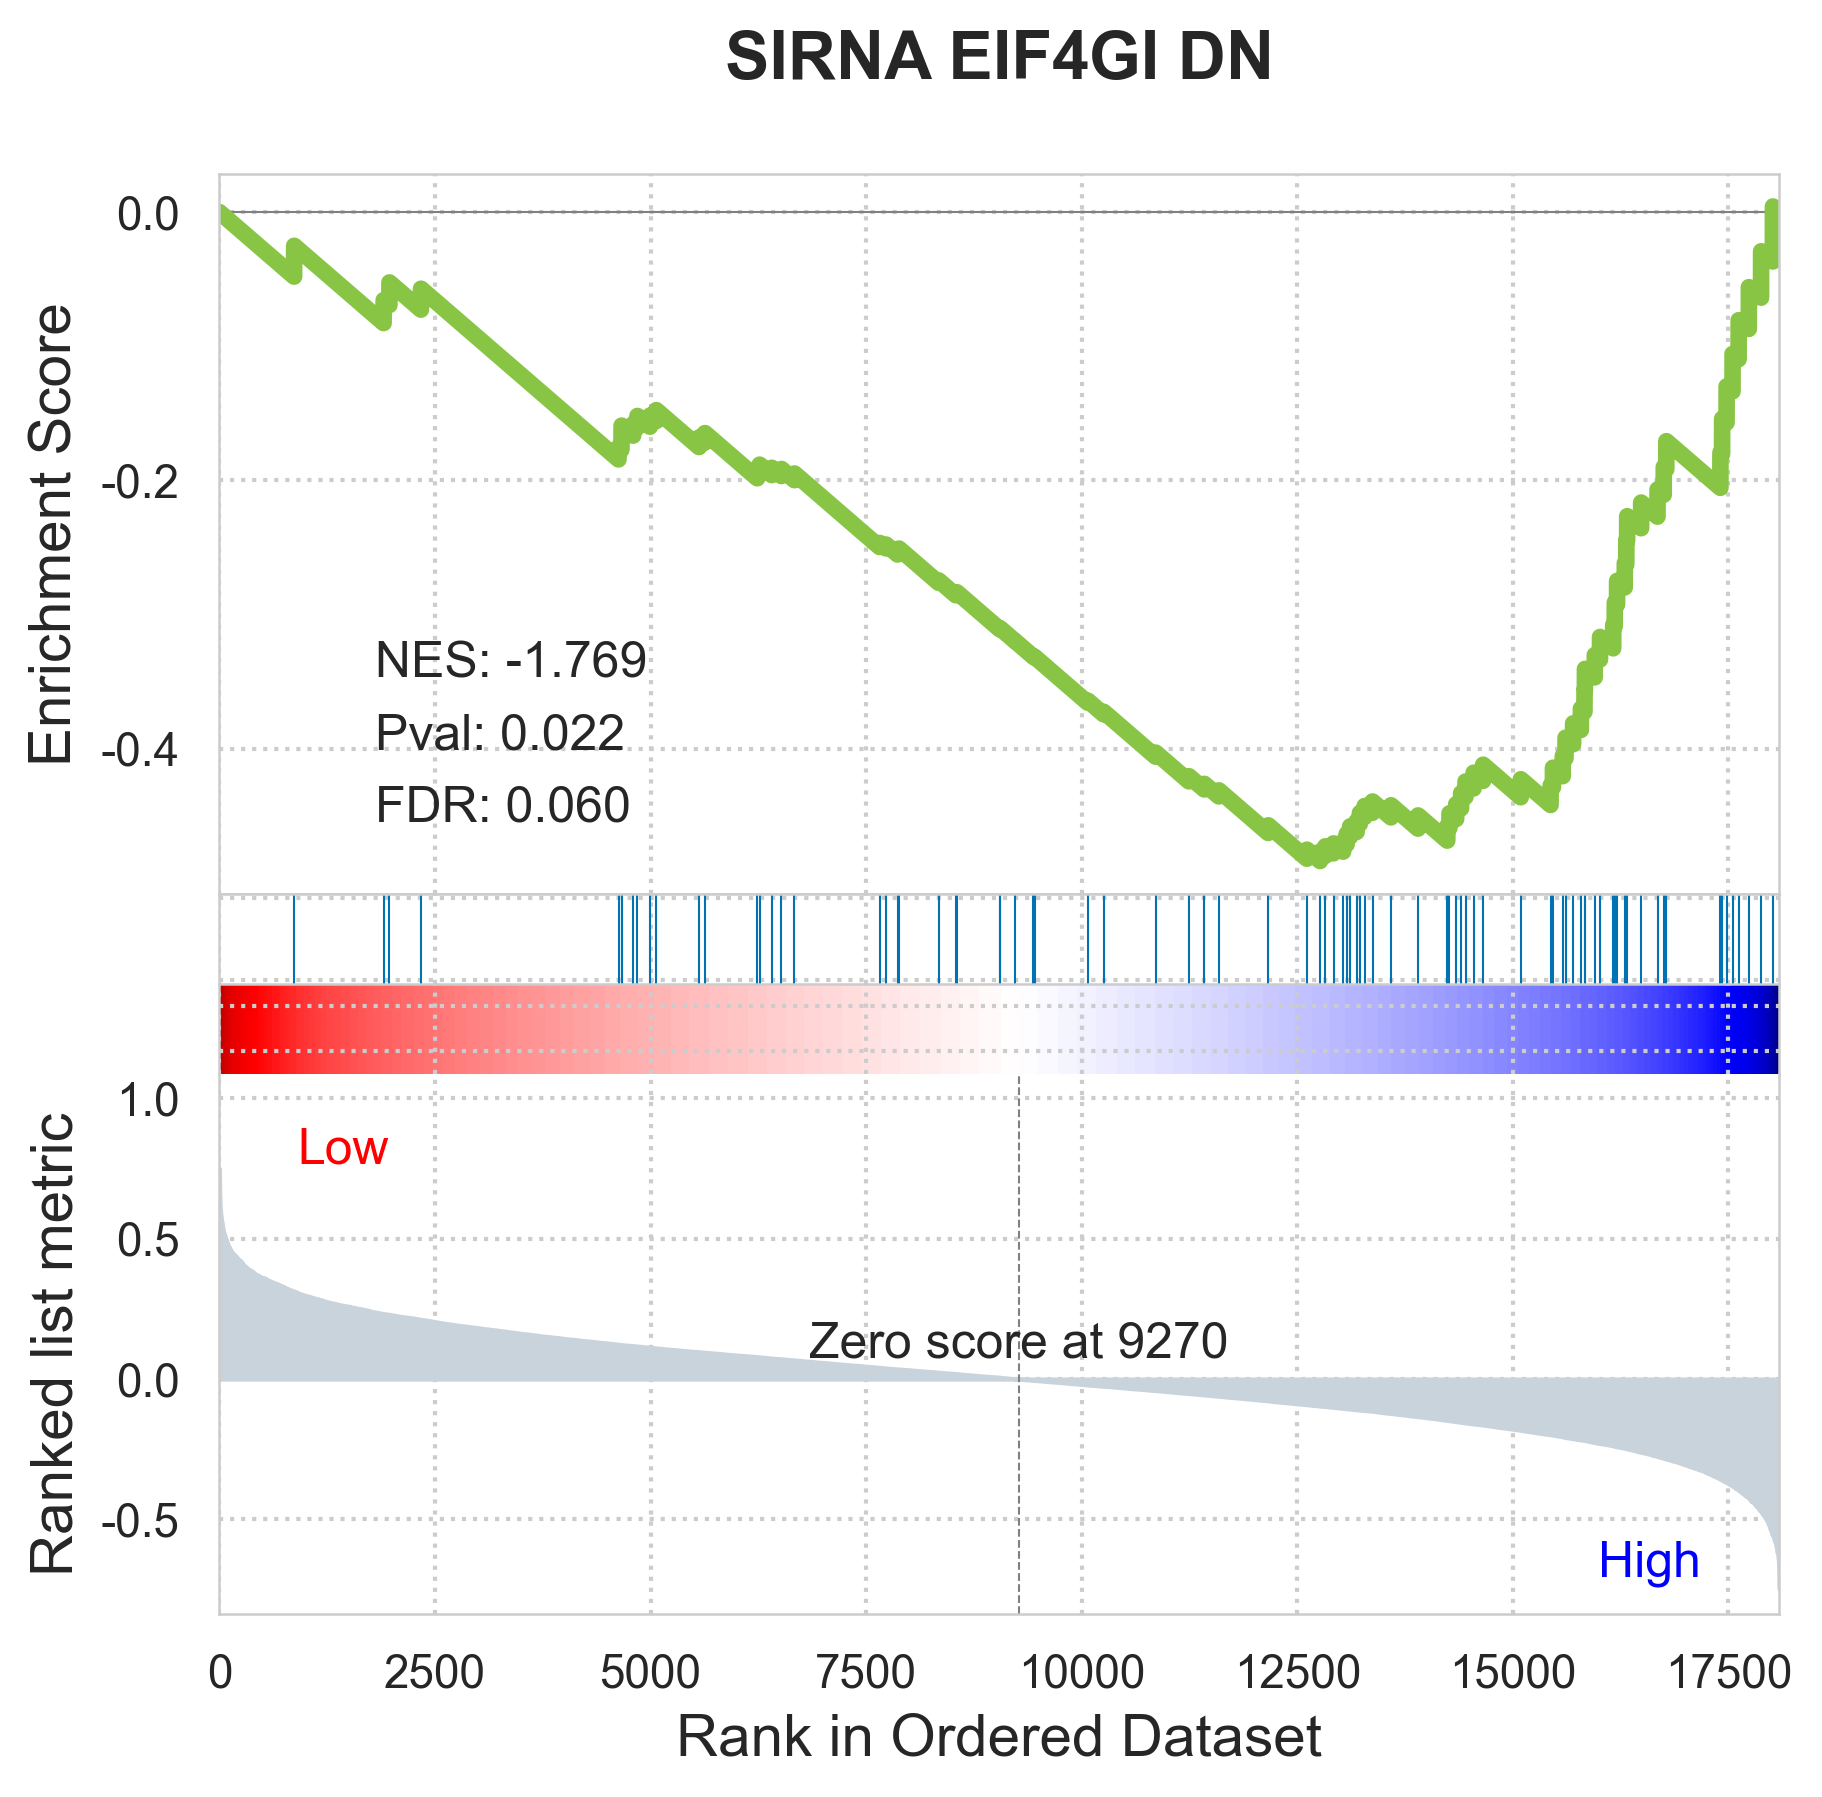 SIRNA EIF4GI DN
Enrichment Score
0.0
-0.2
-0.4
NES: -1.769
Pval: 0.022
FDR: 0.060
Ranked list metric
1.0
0.5
0.0
-0.5
Low
Zero score at 9270
High
0 2500 5000 7500 10000 12500 15000 17500
Rank in Ordered Dataset